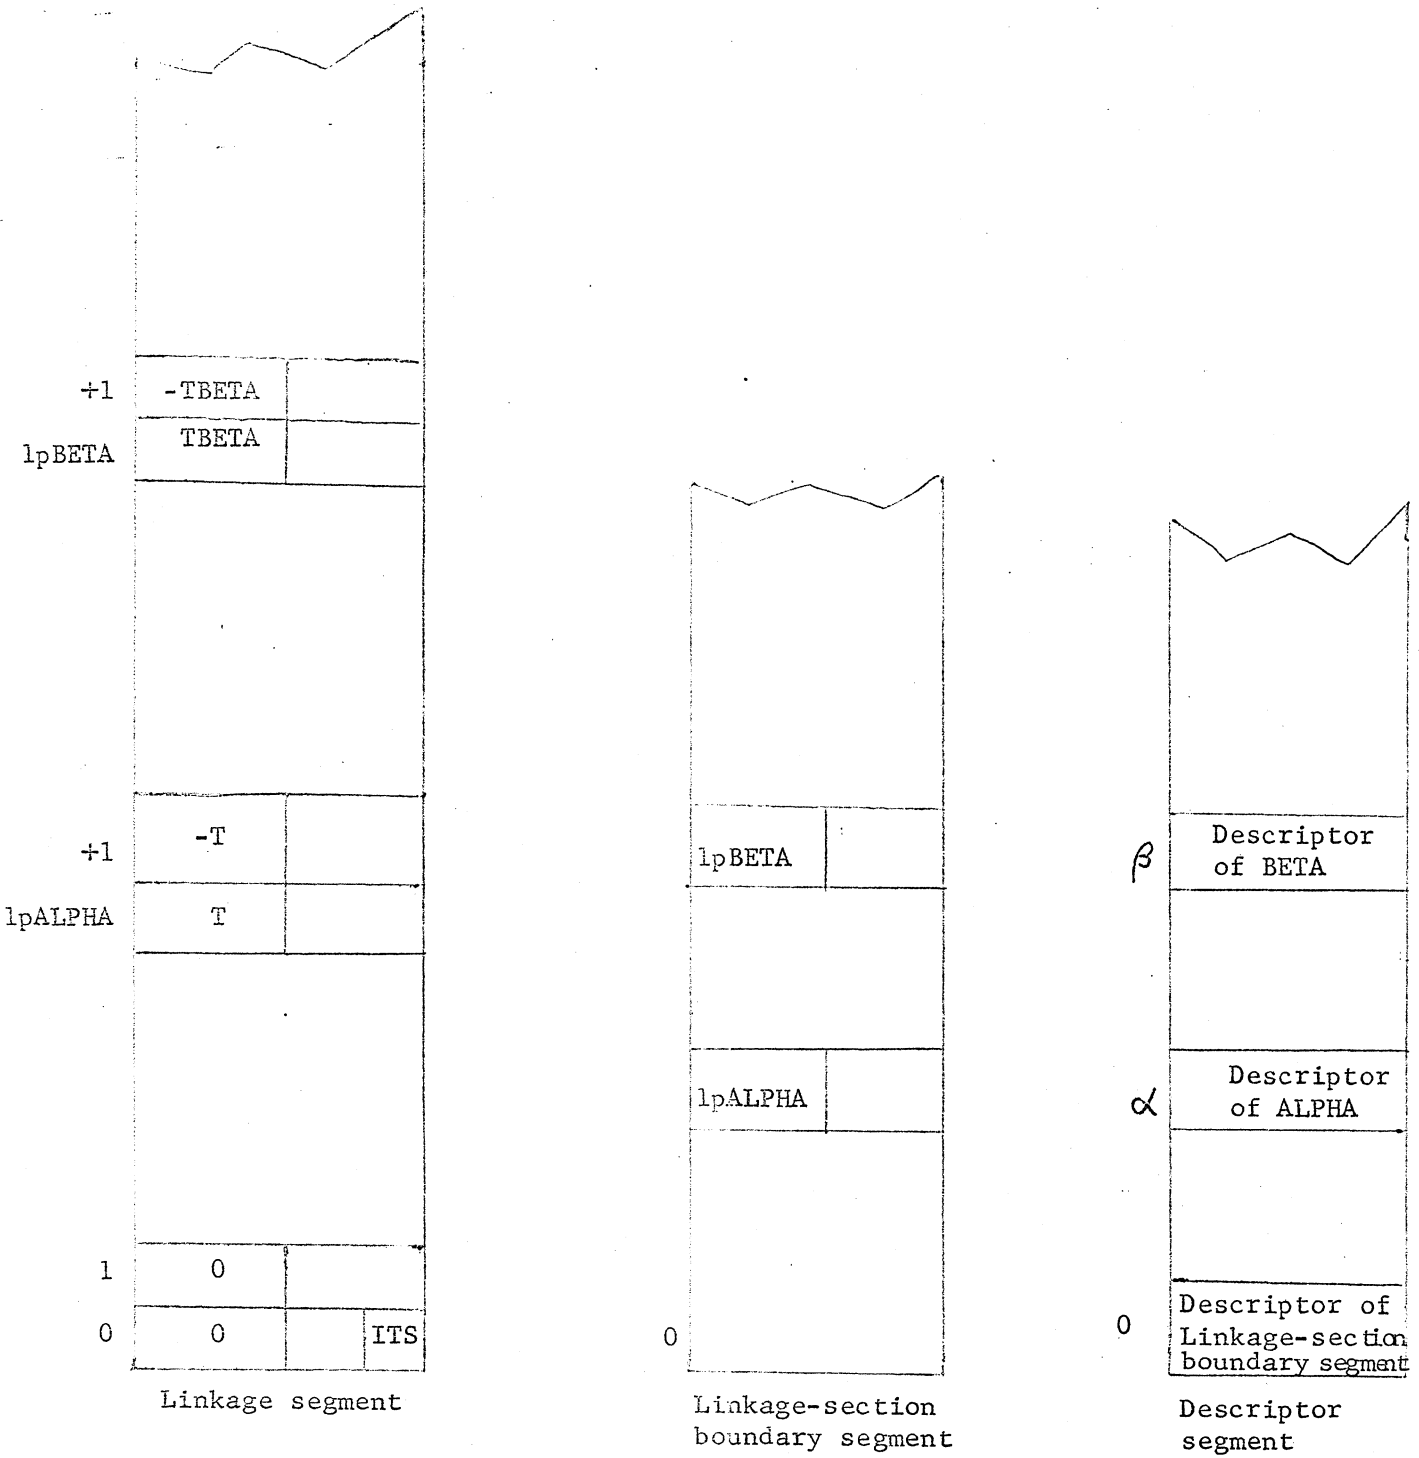 +1
-TBETA
lpBETA
TBETA
+1
-T
lpALPHA
T
1
0
0
0
ITS
Linkage segment
lpBETA
lpALPHA
0
Linkage-section
boundary segment
β
Descriptor
of BETA
α
Descriptor
of ALPHA
0
Descriptor of
Linkage-section
boundary segment
Descriptor
segment